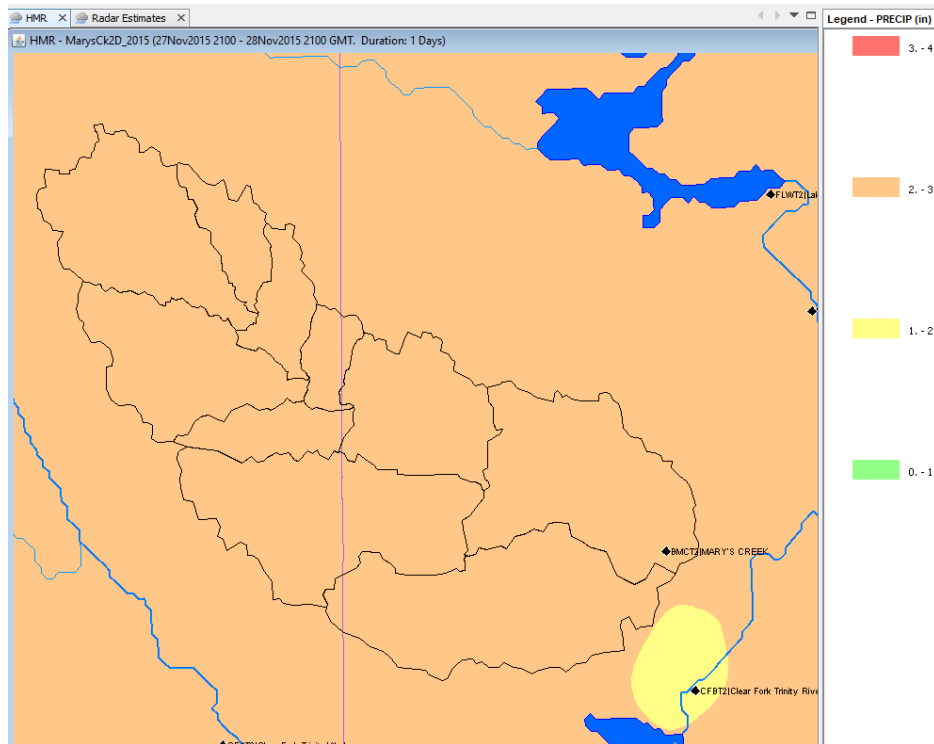 HMR
Radar Estimates
Legend - PRECIP (in)
HMR - MarysCk2D_2015 (27Nov2015 2100 - 28Nov2015 2100 GMT. Duration: 1 Days)
3. - 4
2. - 3
FLWT2|Lak
1. - 2
0. - 1
BMCT2|MARY'S CREEK
CFBT2|Clear Fork Trinity Rive